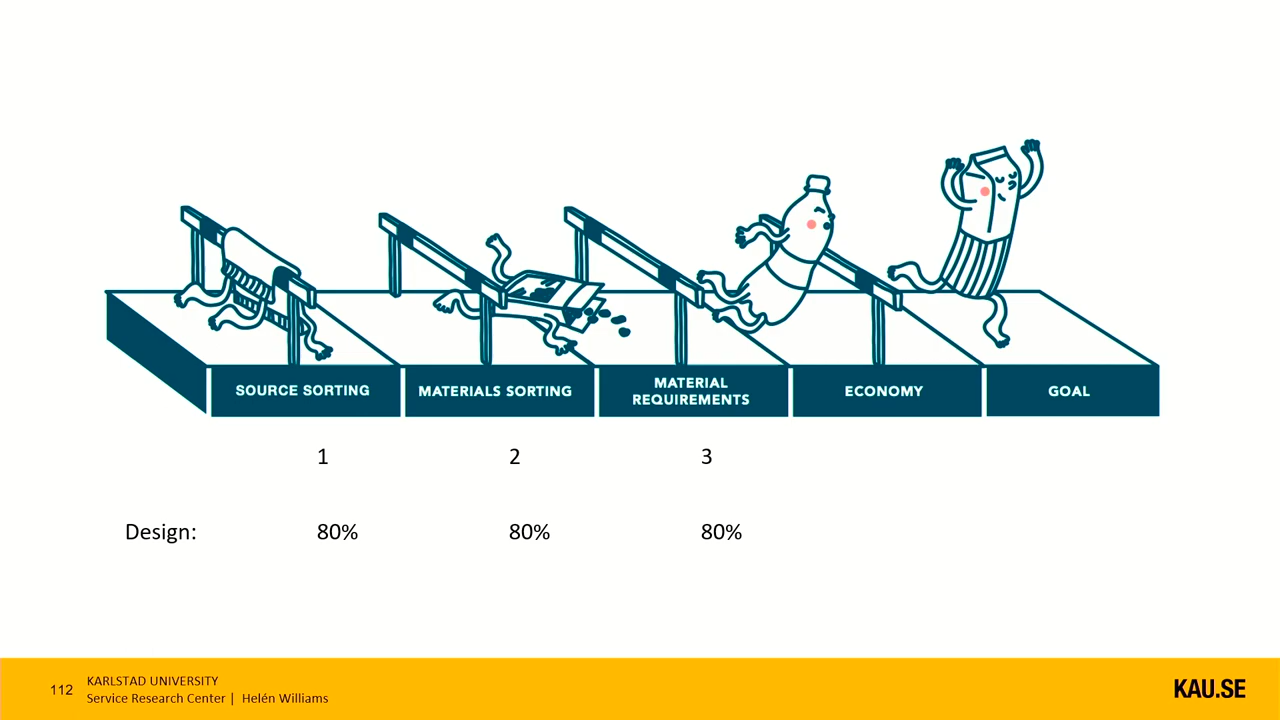 SOURCE SORTING
MATERIALS SORTING
MATERIAL
REQUIREMENTS
ECONOMY
GOAL
1 2 3
Design: 80% 80% 80%
112
KARLSTAD UNIVERSITY
Service Research Center | Helén Williams
KAU.SE